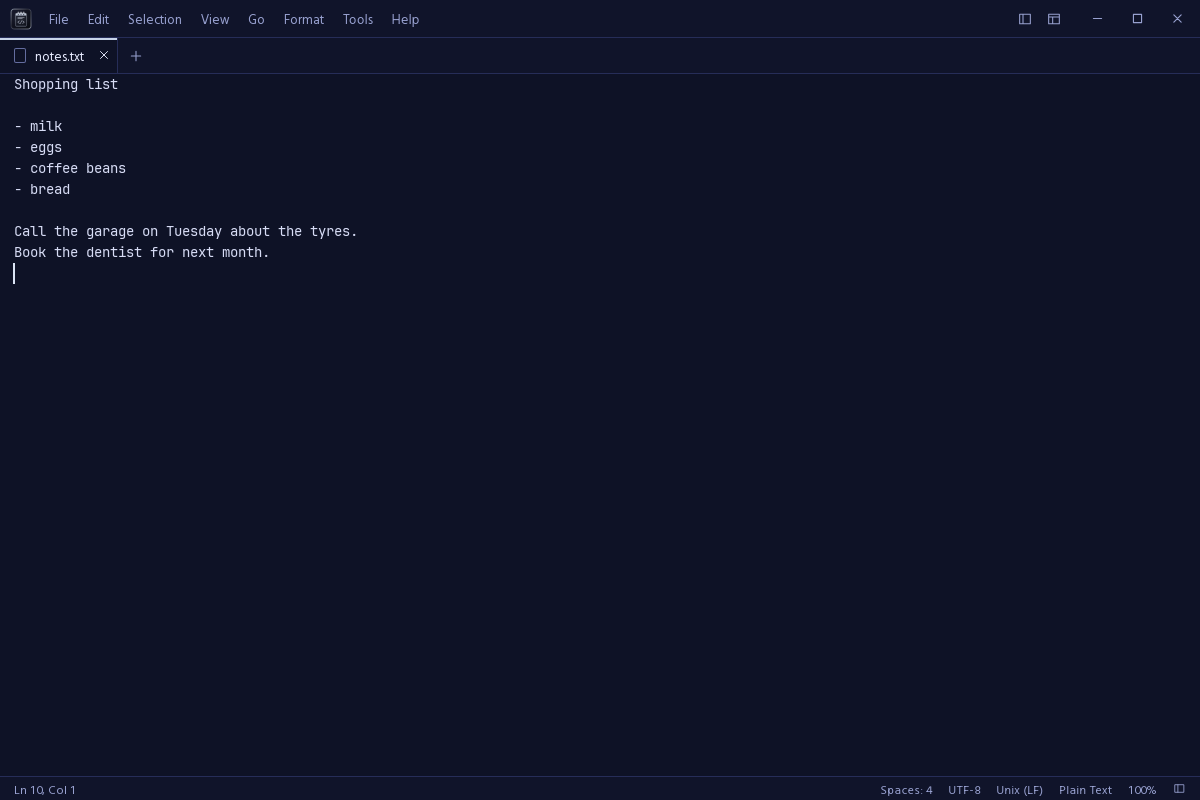 File Edit Selection View Go Format Tools Help
notes.txt
Shopping list
- milk
- eggs
- coffee beans
- bread
Call the garage on Tuesday about the tyres.
Book the dentist for next month.
Ln 10, Col 1 Spaces: 4 UTF-8 Unix (LF) Plain Text 100%